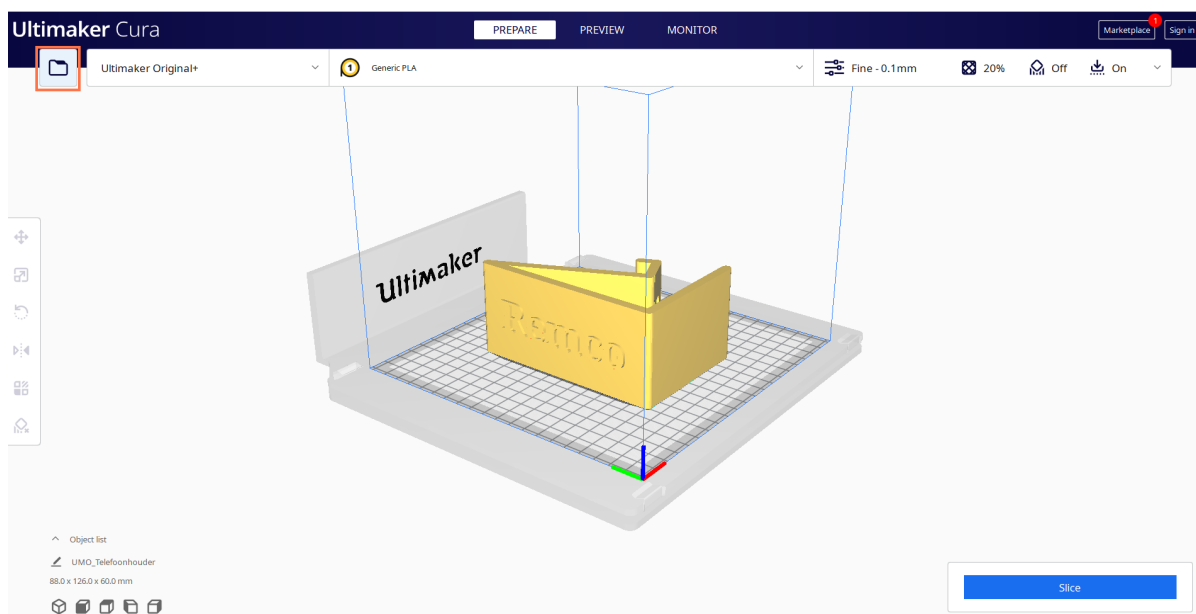 Ultimaker Cura
PREPARE
PREVIEW
MONITOR
Marketplace
1
Sign in
Ultimaker Original+
1
Generic PLA
Fine - 0.1mm
20%
Off
On
Ultimaker
Remco
Object list
UMO_Telefoonhouder
88.0 x 126.0 x 60.0 mm
Slice